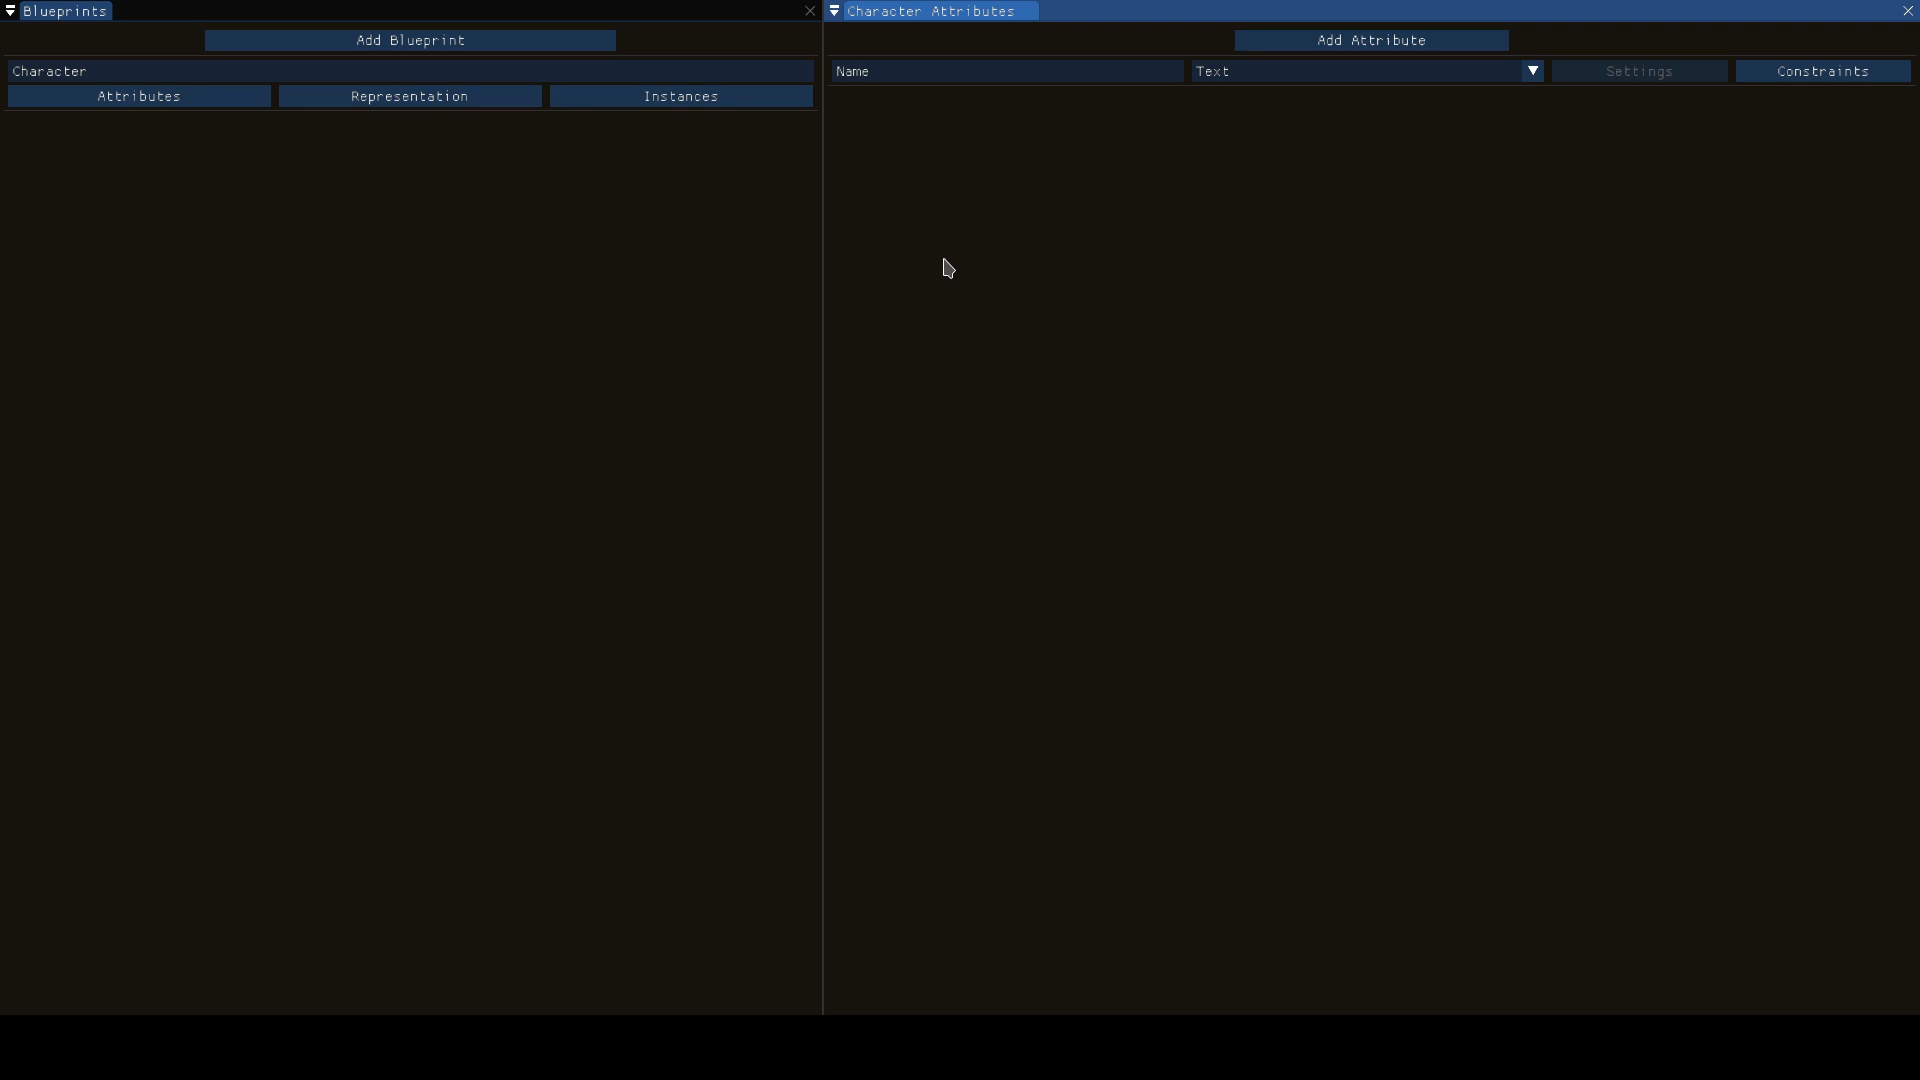 Blueprints
Add Blueprint
Character
Attributes Representation Instances
Character Attributes
Add Attribute
Name Text Settings Constraints